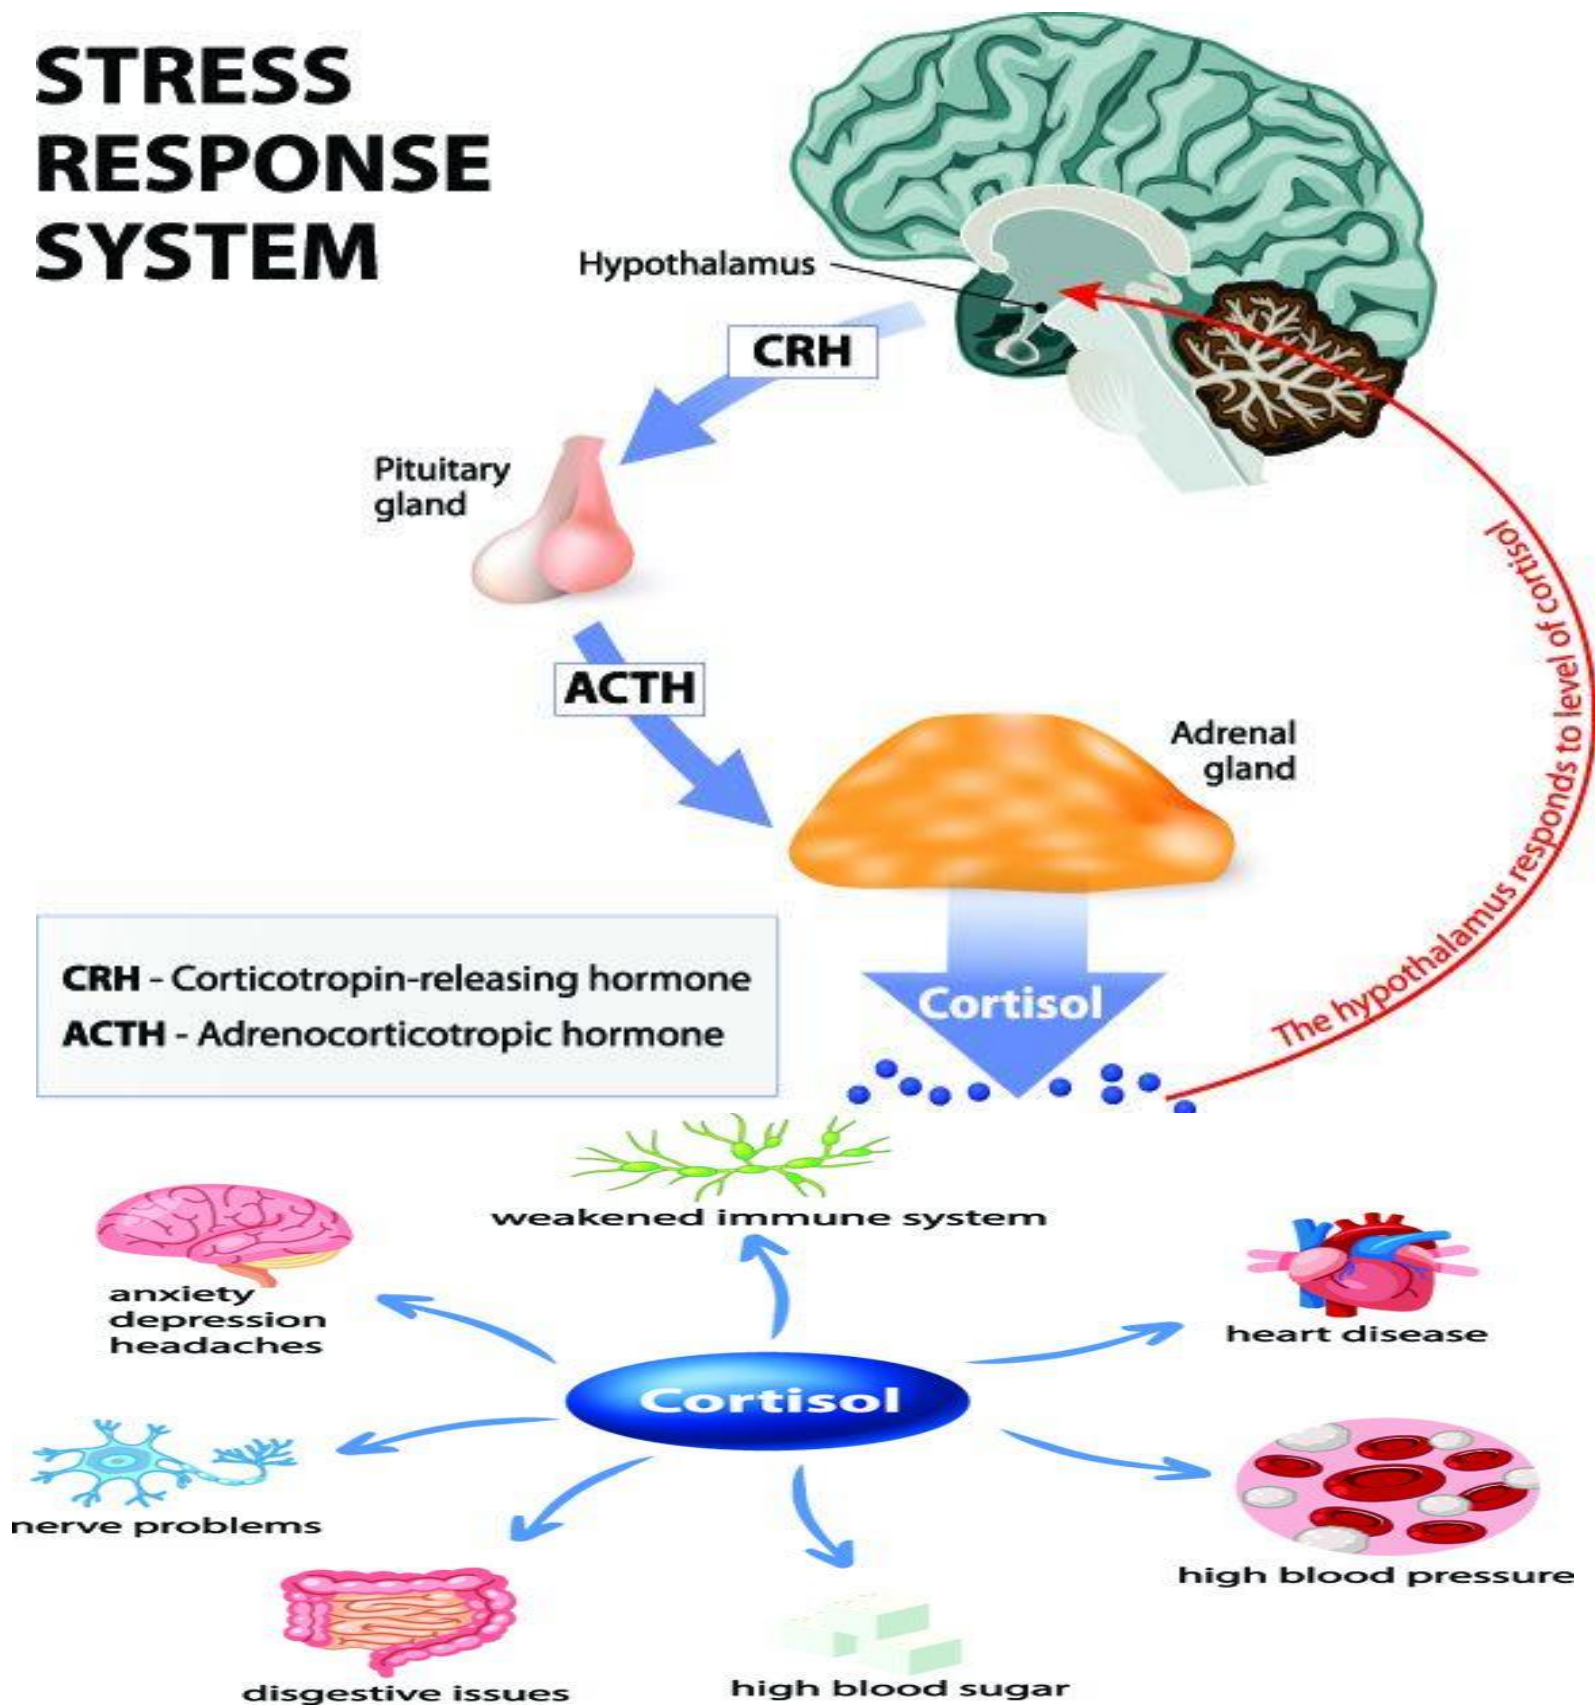 STRESS
RESPONSE
SYSTEM
Hypothalamus
CRH
Pituitary
gland
ACTH
Adrenal
gland
The hypothalamus responds to level of cortisol
CRH - Corticotropin-releasing hormone
ACTH - Adrenocorticotropic hormone
Cortisol
weakened immune system
anxiety
depression
headaches
heart disease
Cortisol
nerve problems
high blood pressure
disgestive issues
high blood sugar